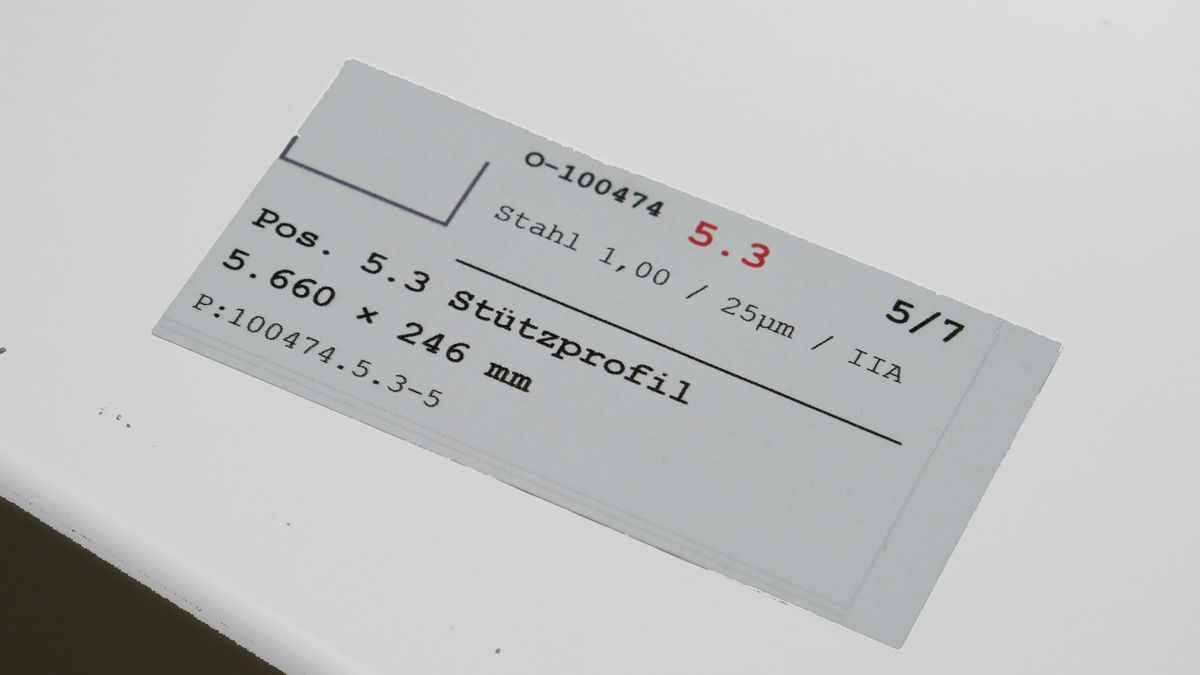 O-100474 5.3
5/7
Stahl 1,00 / 25µm / IIA
Pos. 5.3 Stützprofil
5.660 × 246 mm
P:100474.5.3-5